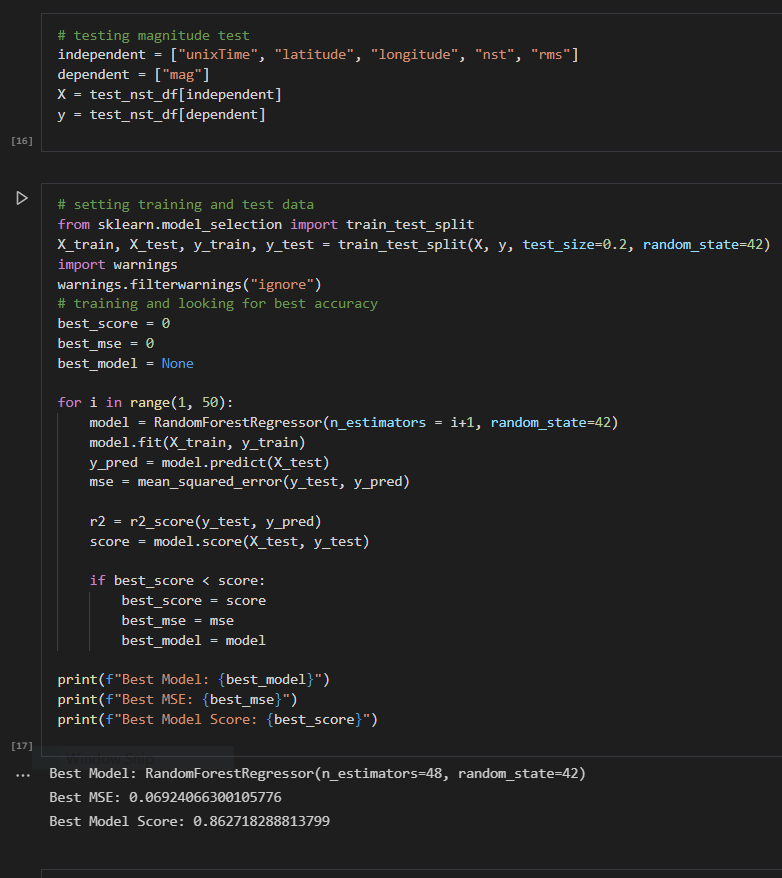 # testing magnitude test
independent = ["unixTime", "latitude", "longitude", "nst", "rms"]
dependent = ["mag"]
X = test_nst_df[independent]
y = test_nst_df[dependent]
[16]
# setting training and test data
from sklearn.model_selection import train_test_split
X_train, X_test, y_train, y_test = train_test_split(X, y, test_size=0.2, random_state=42)
import warnings
warnings.filterwarnings("ignore")
# training and looking for best accuracy
best_score = 0
best_mse = 0
best_model = None
for i in range(1, 50):
    model = RandomForestRegressor(n_estimators = i+1, random_state=42)
    model.fit(X_train, y_train)
    y_pred = model.predict(X_test)
    mse = mean_squared_error(y_test, y_pred)
    r2 = r2_score(y_test, y_pred)
    score = model.score(X_test, y_test)
    if best_score < score:
        best_score = score
        best_mse = mse
        best_model = model
print(f"Best Model: {best_model}")
print(f"Best MSE: {best_mse}")
print(f"Best Model Score: {best_score}")
[17]
Window Snip
... Best Model: RandomForestRegressor(n_estimators=48, random_state=42)
Best MSE: 0.06924066300105776
Best Model Score: 0.862718288813799